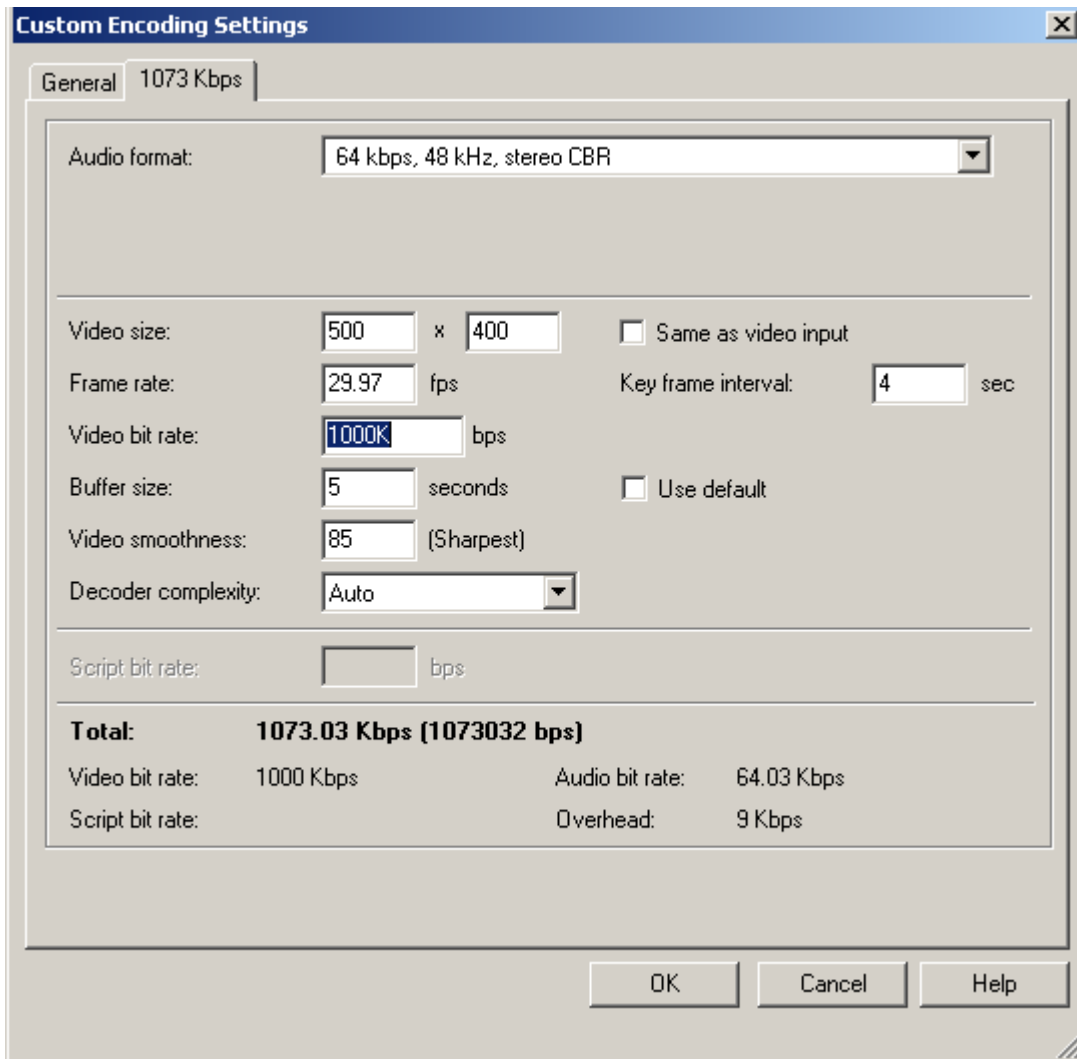 Custom Encoding Settings
General 1073 Kbps
Audio format: 64 kbps, 48 kHz, stereo CBR
Video size: 500 x 400 Same as video input
Frame rate: 29.97 fps Key frame interval: 4 sec
Video bit rate: 1000K bps
Buffer size: 5 seconds Use default
Video smoothness: 85 (Sharpest)
Decoder complexity: Auto
Script bit rate: bps
Total: 1073.03 Kbps (1073032 bps)
Video bit rate: 1000 Kbps Audio bit rate: 64.03 Kbps
Script bit rate: Overhead: 9 Kbps
OK Cancel Help